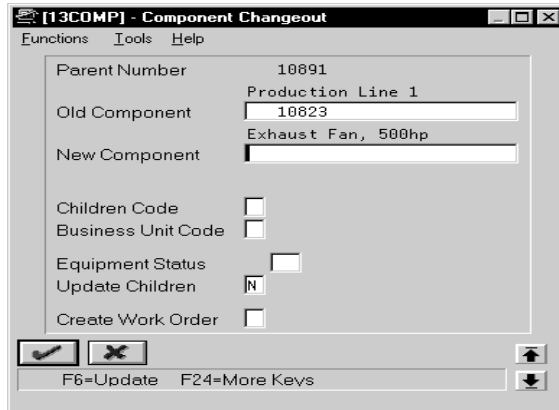 [13COMP] - Component Changeout
Functions Tools Help
Parent Number 10891
Production Line 1
Old Component 10823
Exhaust Fan, 500hp
New Component
Children Code
Business Unit Code
Equipment Status
Update Children N
Create Work Order
F6=Update F24=More Keys